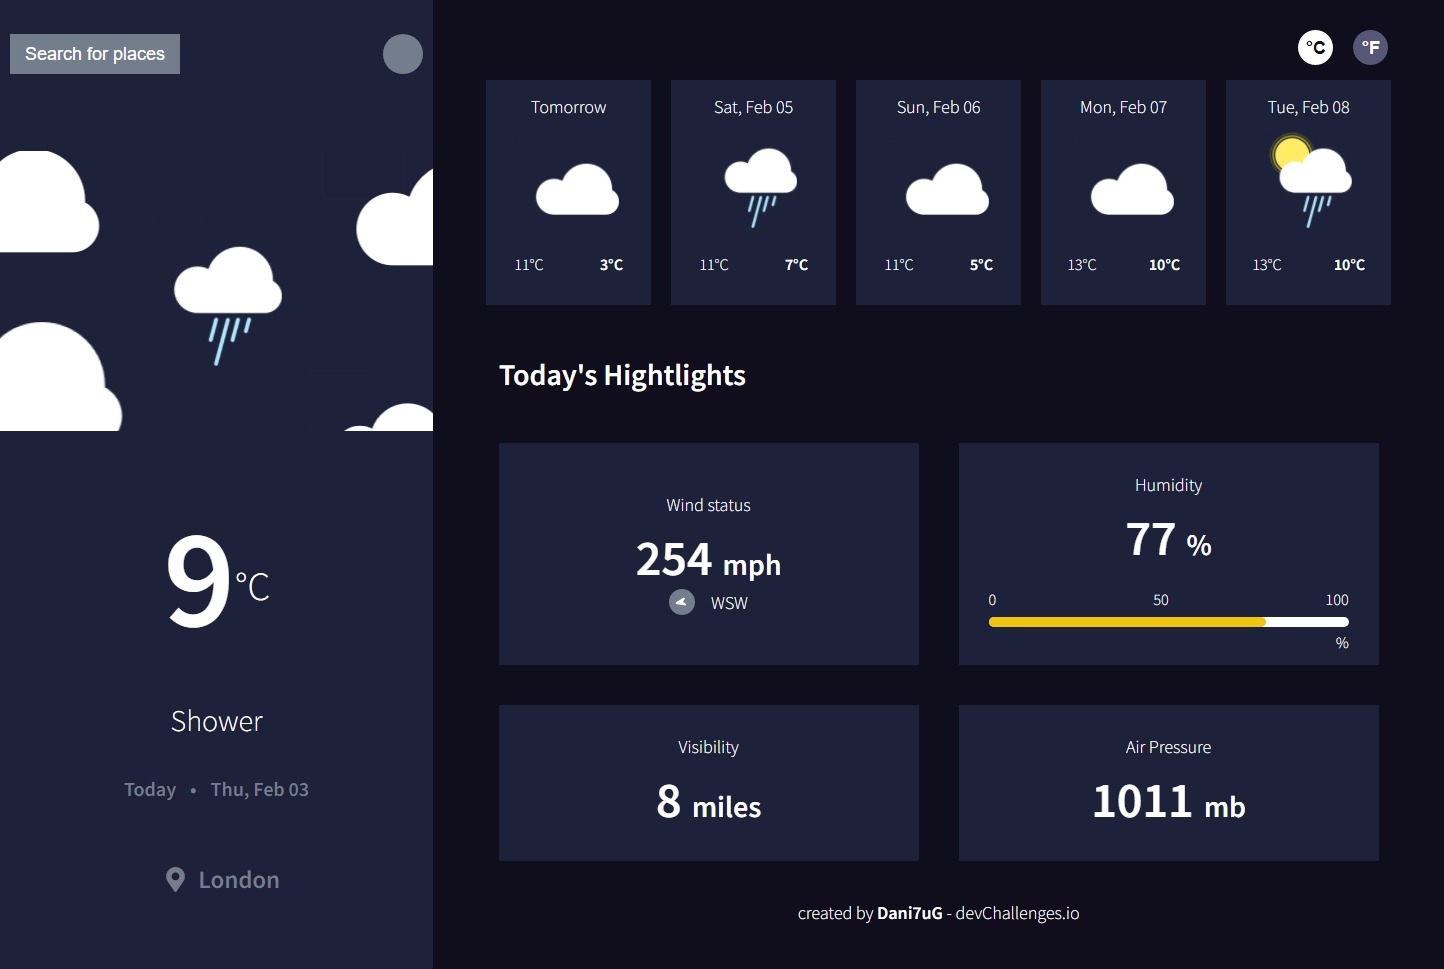 Search for places
9°C
Shower
Today • Thu, Feb 03
London
°C °F
Tomorrow
11°C 3°C
Sat, Feb 05
11°C 7°C
Sun, Feb 06
11°C 5°C
Mon, Feb 07
13°C 10°C
Tue, Feb 08
13°C 10°C
Today's Hightlights
Wind status
254 mph
WSW
Humidity
77 %
0 50 100
%
Visibility
8 miles
Air Pressure
1011 mb
created by Dani7uG - devChallenges.io